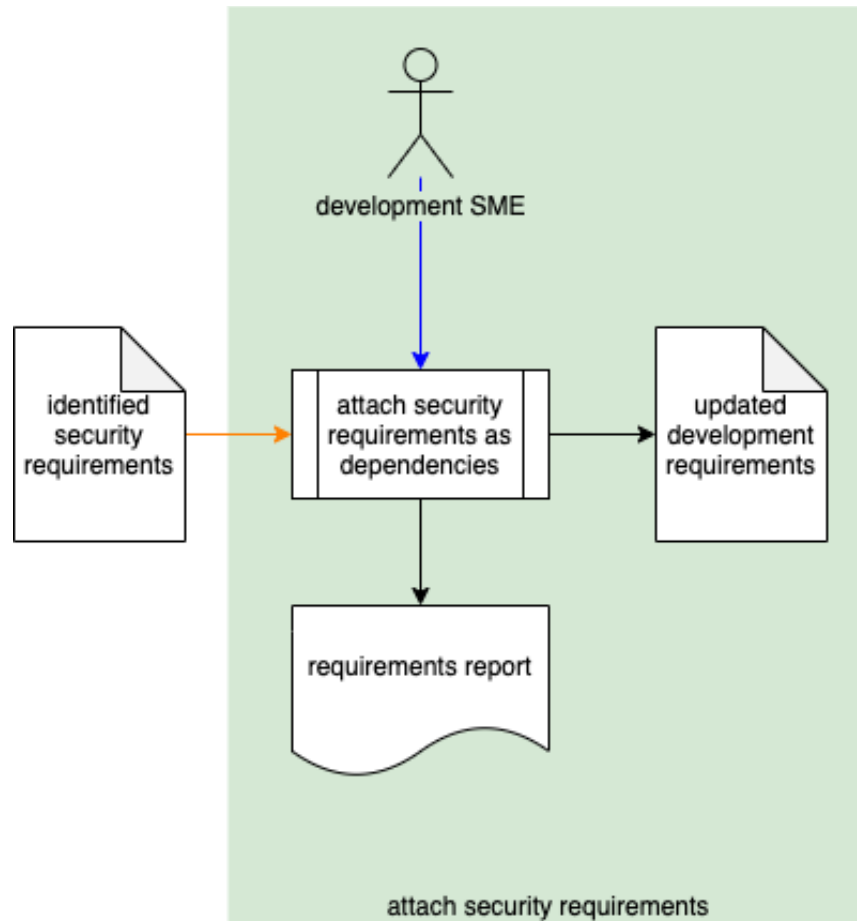 development SME
identified
security
requirements
attach security
requirements as
dependencies
updated
development
requirements
requirements report
attach security requirements